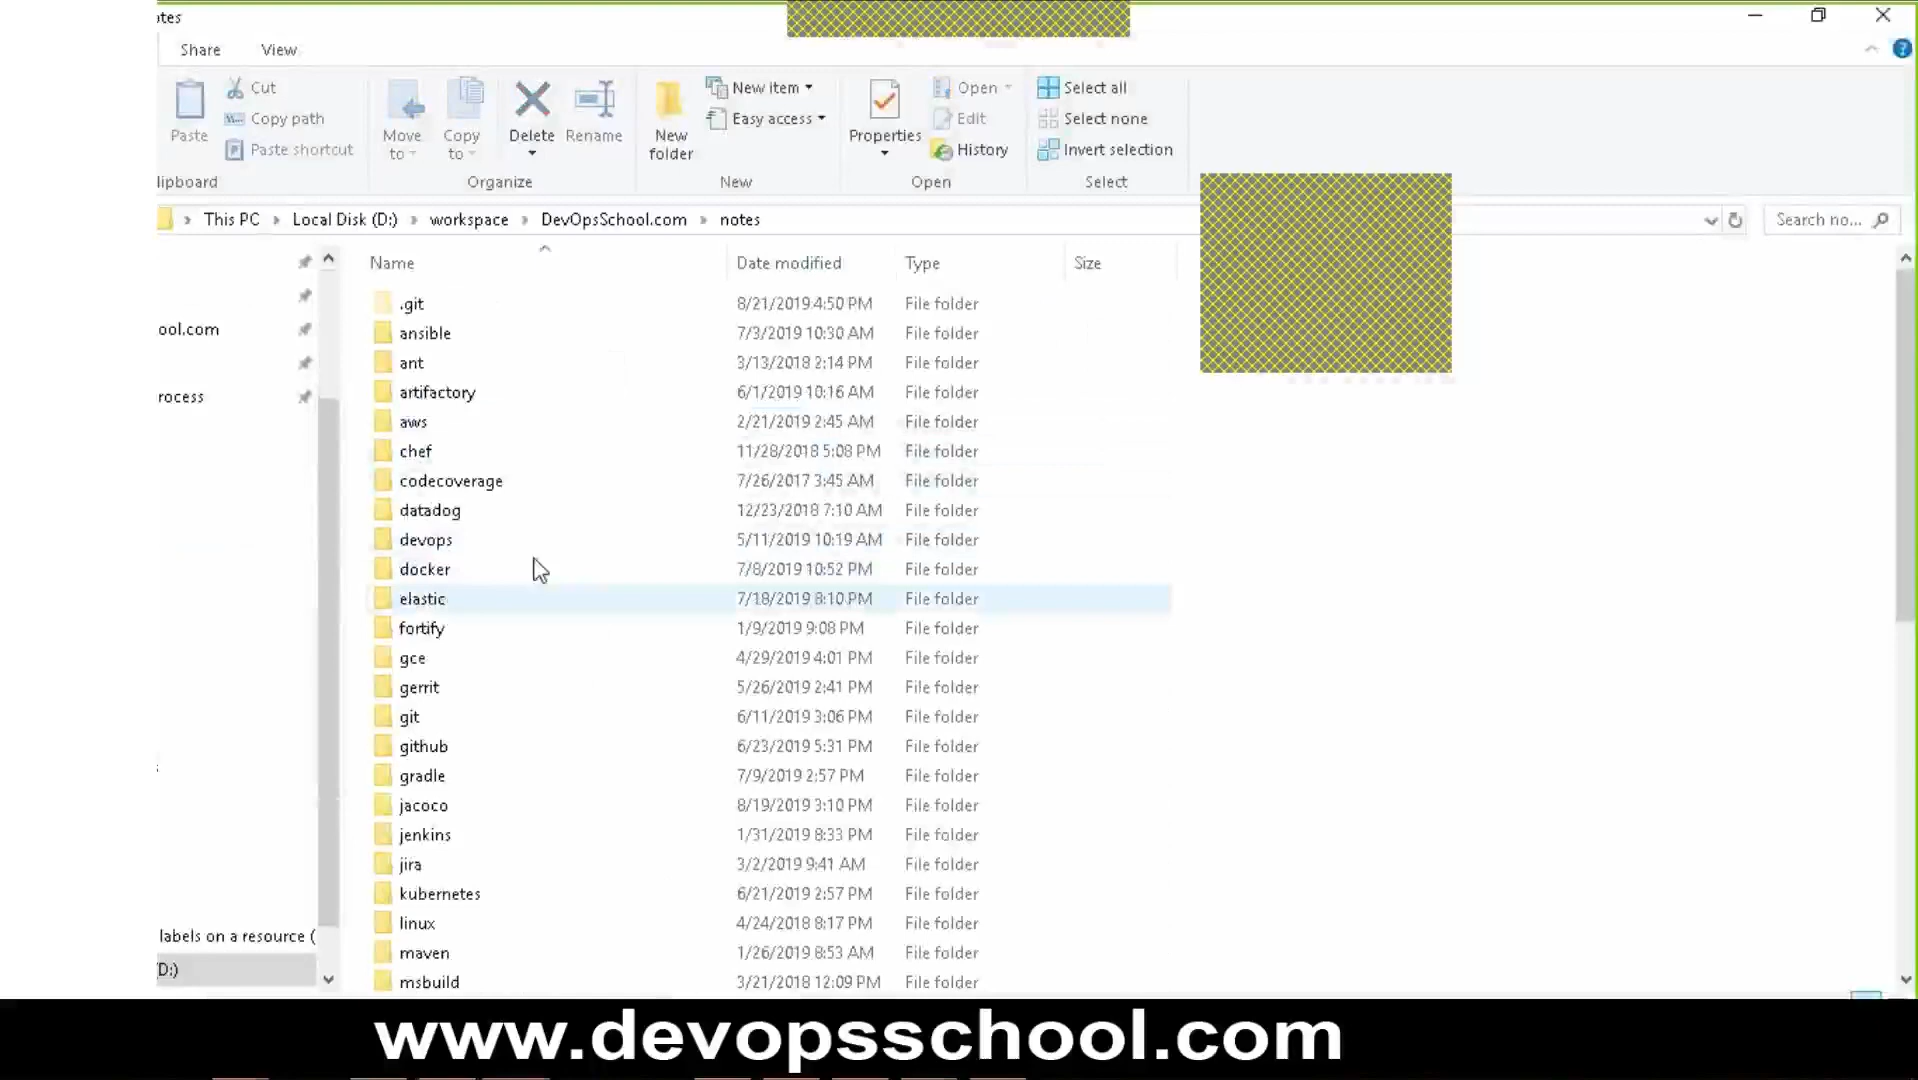 otes
Share View
Cut
Copy path
Paste shortcut
Paste
lipboard
Move to
Copy to
Delete
Rename
Organize
New folder
New item
Easy access
New
Properties
Open
Edit
History
Open
Select all
Select none
Invert selection
Select
This PC › Local Disk (D:) › workspace › DevOpsSchool.com › notes
Search no...
ool.com
rocess
labels on a resource (
D:)
Name Date modified Type Size
.git 8/21/2019 4:50 PM File folder
ansible 7/3/2019 10:30 AM File folder
ant 3/13/2018 2:14 PM File folder
artifactory 6/1/2019 10:16 AM File folder
aws 2/21/2019 2:45 AM File folder
chef 11/28/2018 5:08 PM File folder
codecoverage 7/26/2017 3:45 AM File folder
datadog 12/23/2018 7:10 AM File folder
devops 5/11/2019 10:19 AM File folder
docker 7/8/2019 10:52 PM File folder
elastic 7/18/2019 8:10 PM File folder
fortify 1/9/2019 9:08 PM File folder
gce 4/29/2019 4:01 PM File folder
gerrit 5/26/2019 2:41 PM File folder
git 6/11/2019 3:06 PM File folder
github 6/23/2019 5:31 PM File folder
gradle 7/9/2019 2:57 PM File folder
jacoco 8/19/2019 3:10 PM File folder
jenkins 1/31/2019 8:33 PM File folder
jira 3/2/2019 9:41 AM File folder
kubernetes 6/21/2019 2:57 PM File folder
linux 4/24/2018 8:17 PM File folder
maven 1/26/2019 8:53 AM File folder
msbuild 3/21/2018 12:09 PM File folder
www.devopsschool.com